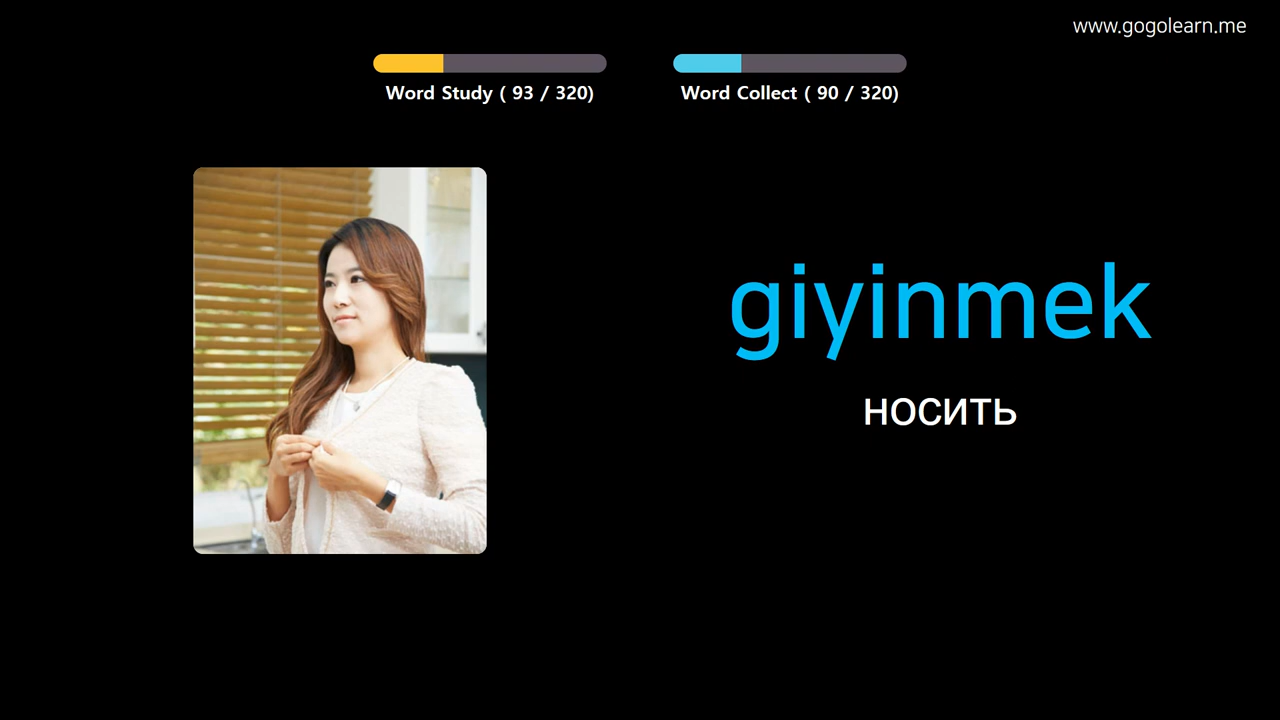 www.gogolearn.me
Word Study ( 93 / 320)
Word Collect ( 90 / 320)
giyinmek
носить